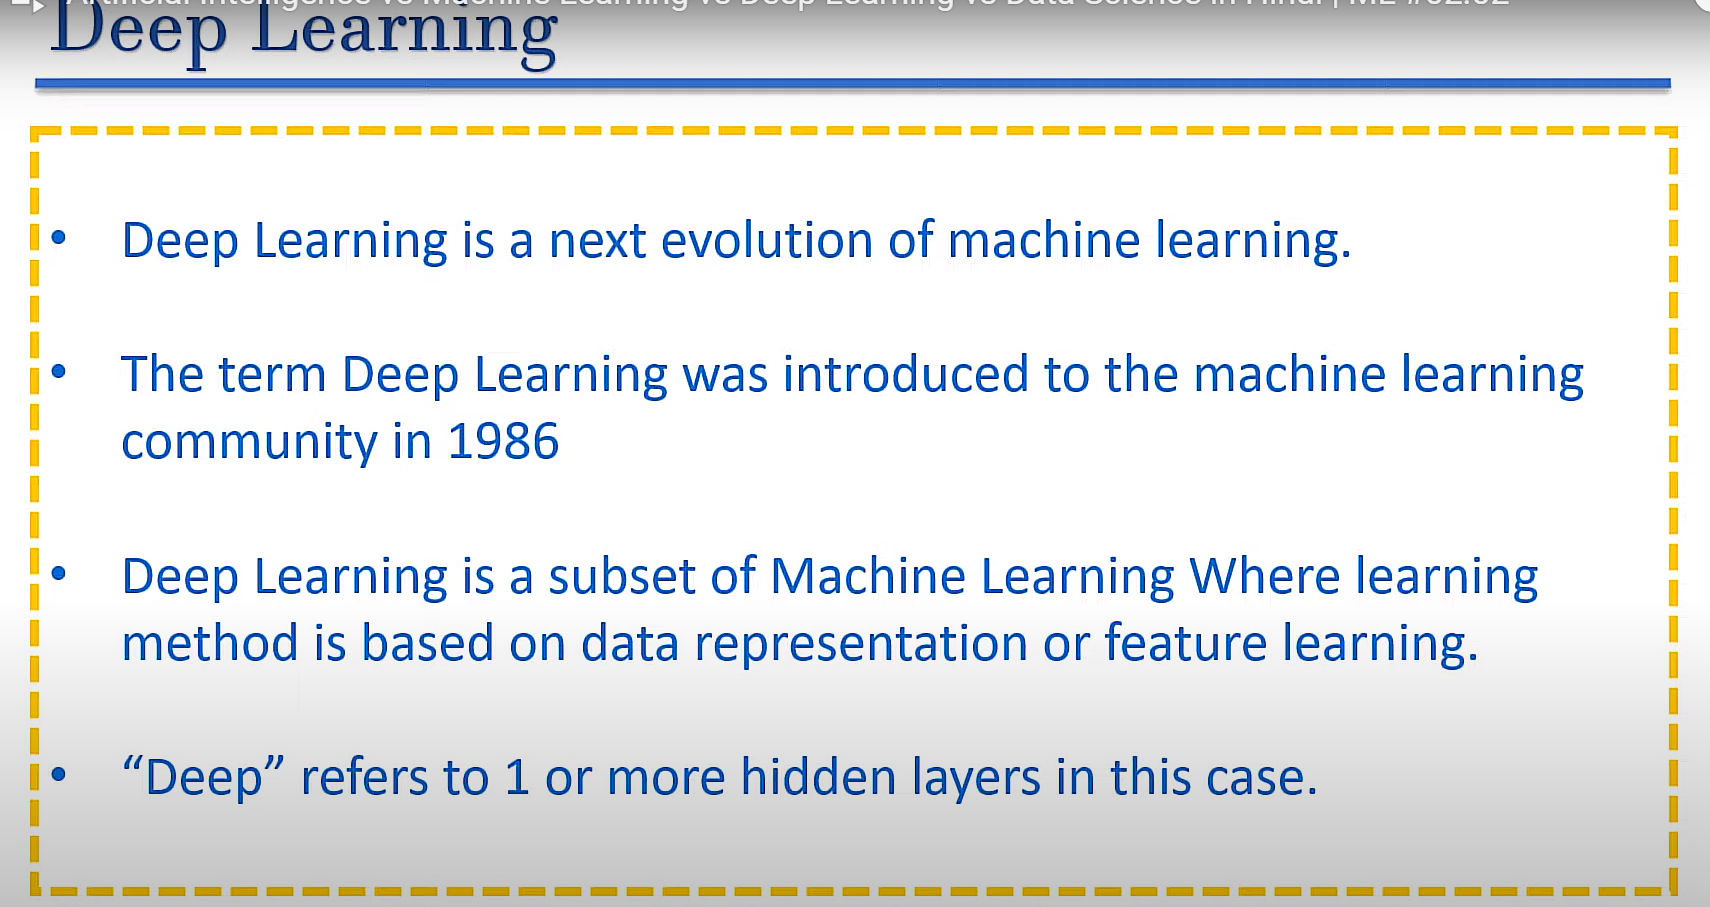 Artificial Intelligence vs Machine Learning vs Deep Learning vs Data Science in Hindi | ML #02.02
Deep Learning
• Deep Learning is a next evolution of machine learning.
• The term Deep Learning was introduced to the machine learning
community in 1986
• Deep Learning is a subset of Machine Learning Where learning
method is based on data representation or feature learning.
• “Deep” refers to 1 or more hidden layers in this case.